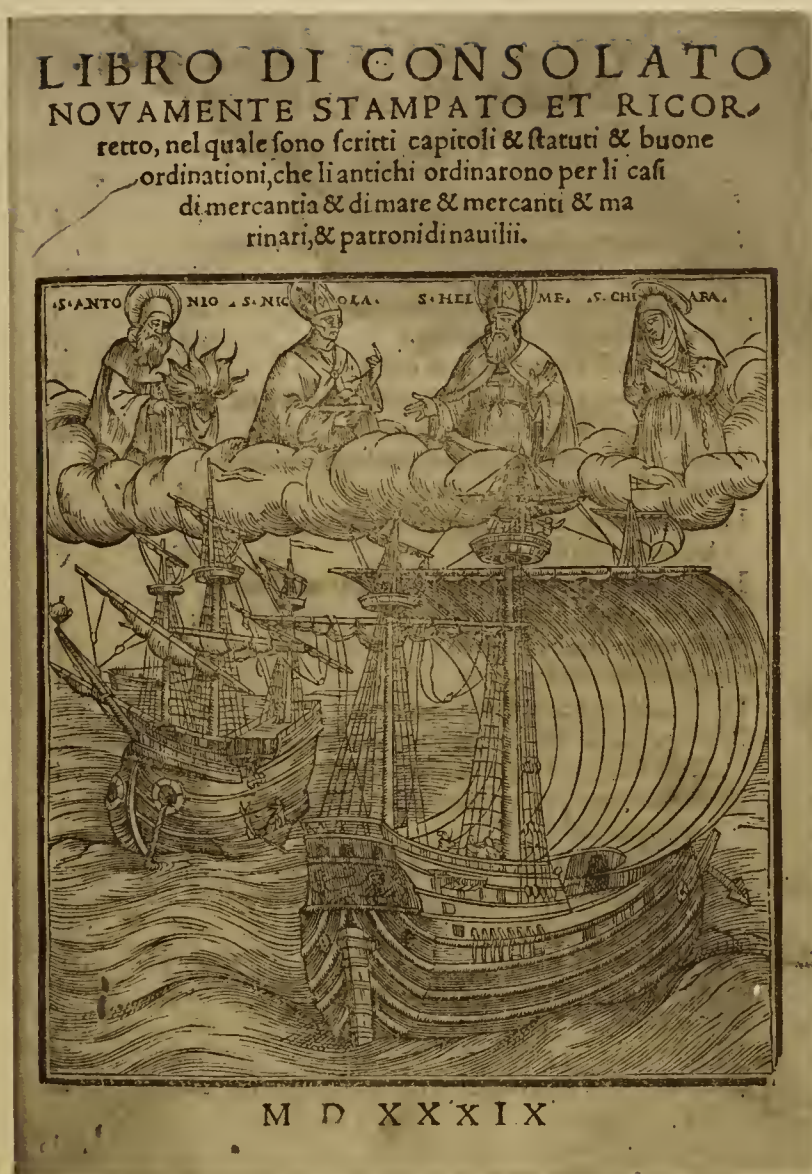 LIBRO DI CONSOLATO
NOVAMENTE STAMPATO ET RICOR⸗
retto, nel quale ſono ſcritti capitoli & ſtatuti & buone
ordinationi, che li antichi ordinarono per li caſi
di mercantia & di mare & mercanti & ma
rinari, & patroni di nauilii.
.S.ANTO NIO . S.NIC OLA. S.HEL ME. .S.CHI ARA.
M D XXXIX